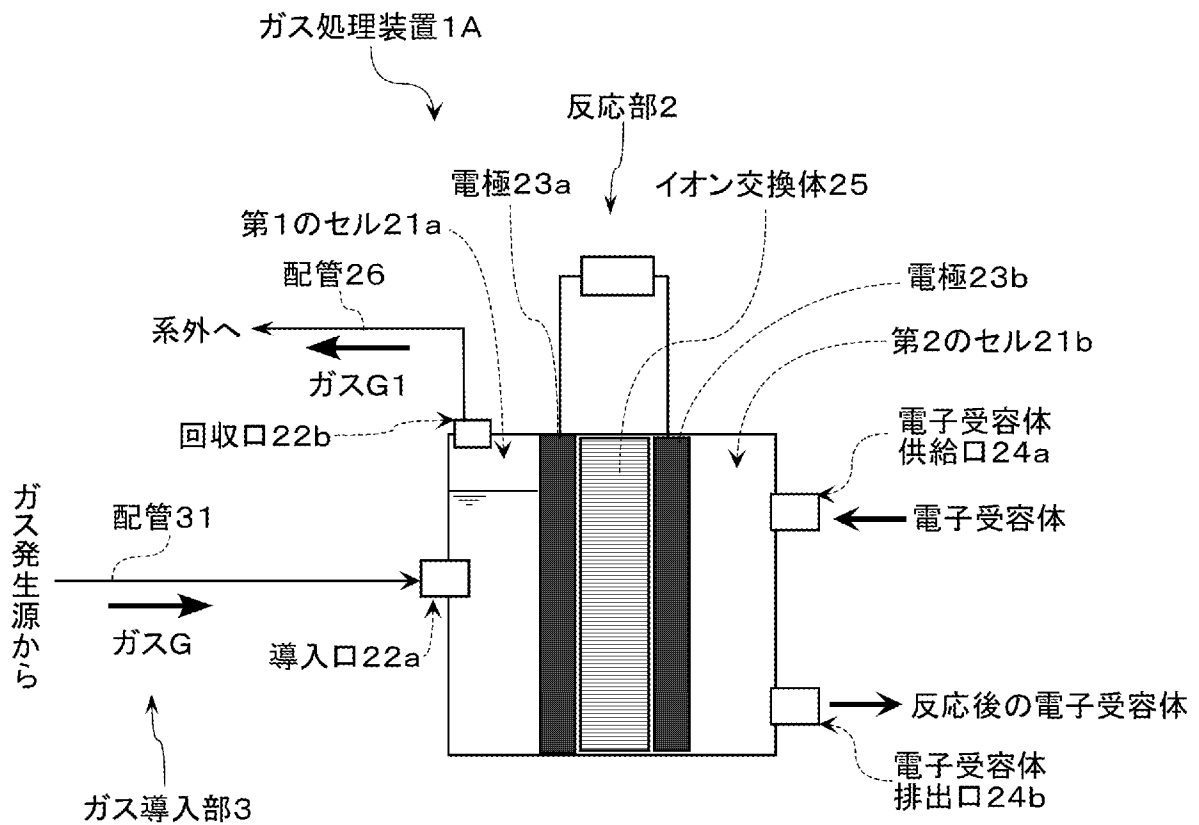 ガス処理装置1A
反応部2
電極23a
イオン交換体25
第1のセル21a
配管26
電極23b
系外へ
第2のセル21b
ガスG1
回収口22b
電子受容体
供給口24a
ガス発生源から
配管31
電子受容体
ガスG
導入口22a
反応後の電子受容体
電子受容体
排出口24b
ガス導入部3